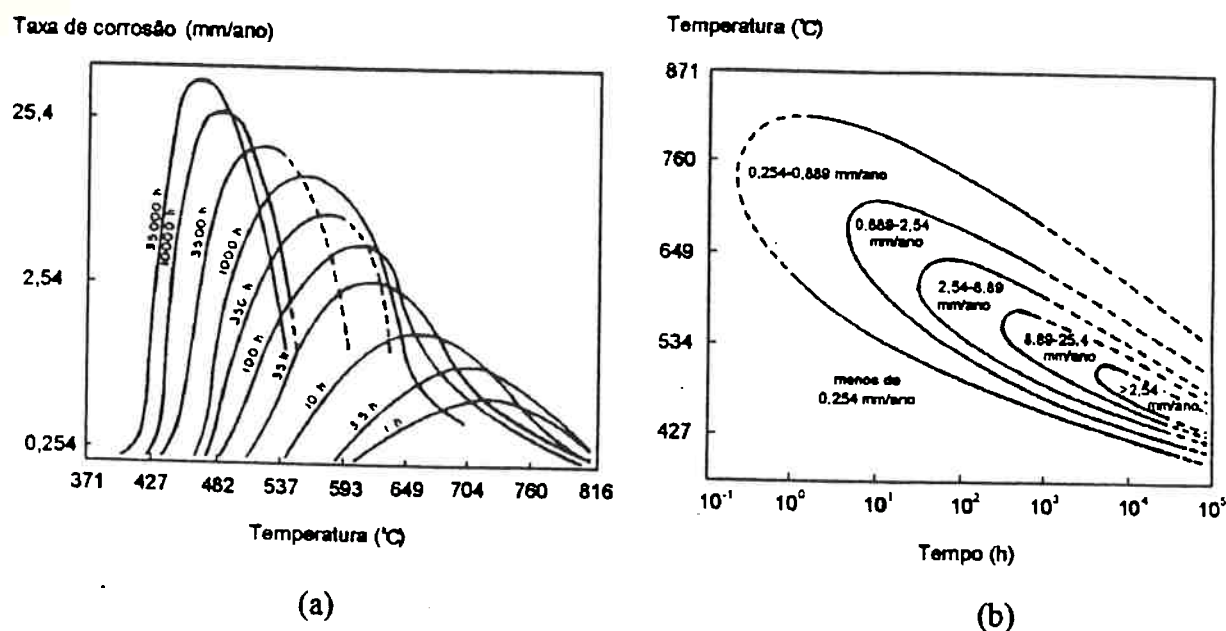 Taxa de corrosão (mm/ano)
25,4
2,54
0,254
35000 h
10000 h
3500 h
1000 h
350 h
100 h
35 h
10 h
3.5 h
1 h
371 427 482 537 593 649 704 760 816
Temperatura (°C)
(a)
Temperatura (°C)
871
760
649
534
427
0,254-0,889 mm/ano
0,889-2,54
mm/ano
2,54-8,89
mm/ano
8,89-25,4
mm/ano
>2,54
mm/ano
menos de
0,254 mm/ano
10⁻¹ 10⁰ 10¹ 10² 10³ 10⁴ 10⁵
Tempo (h)
(b)